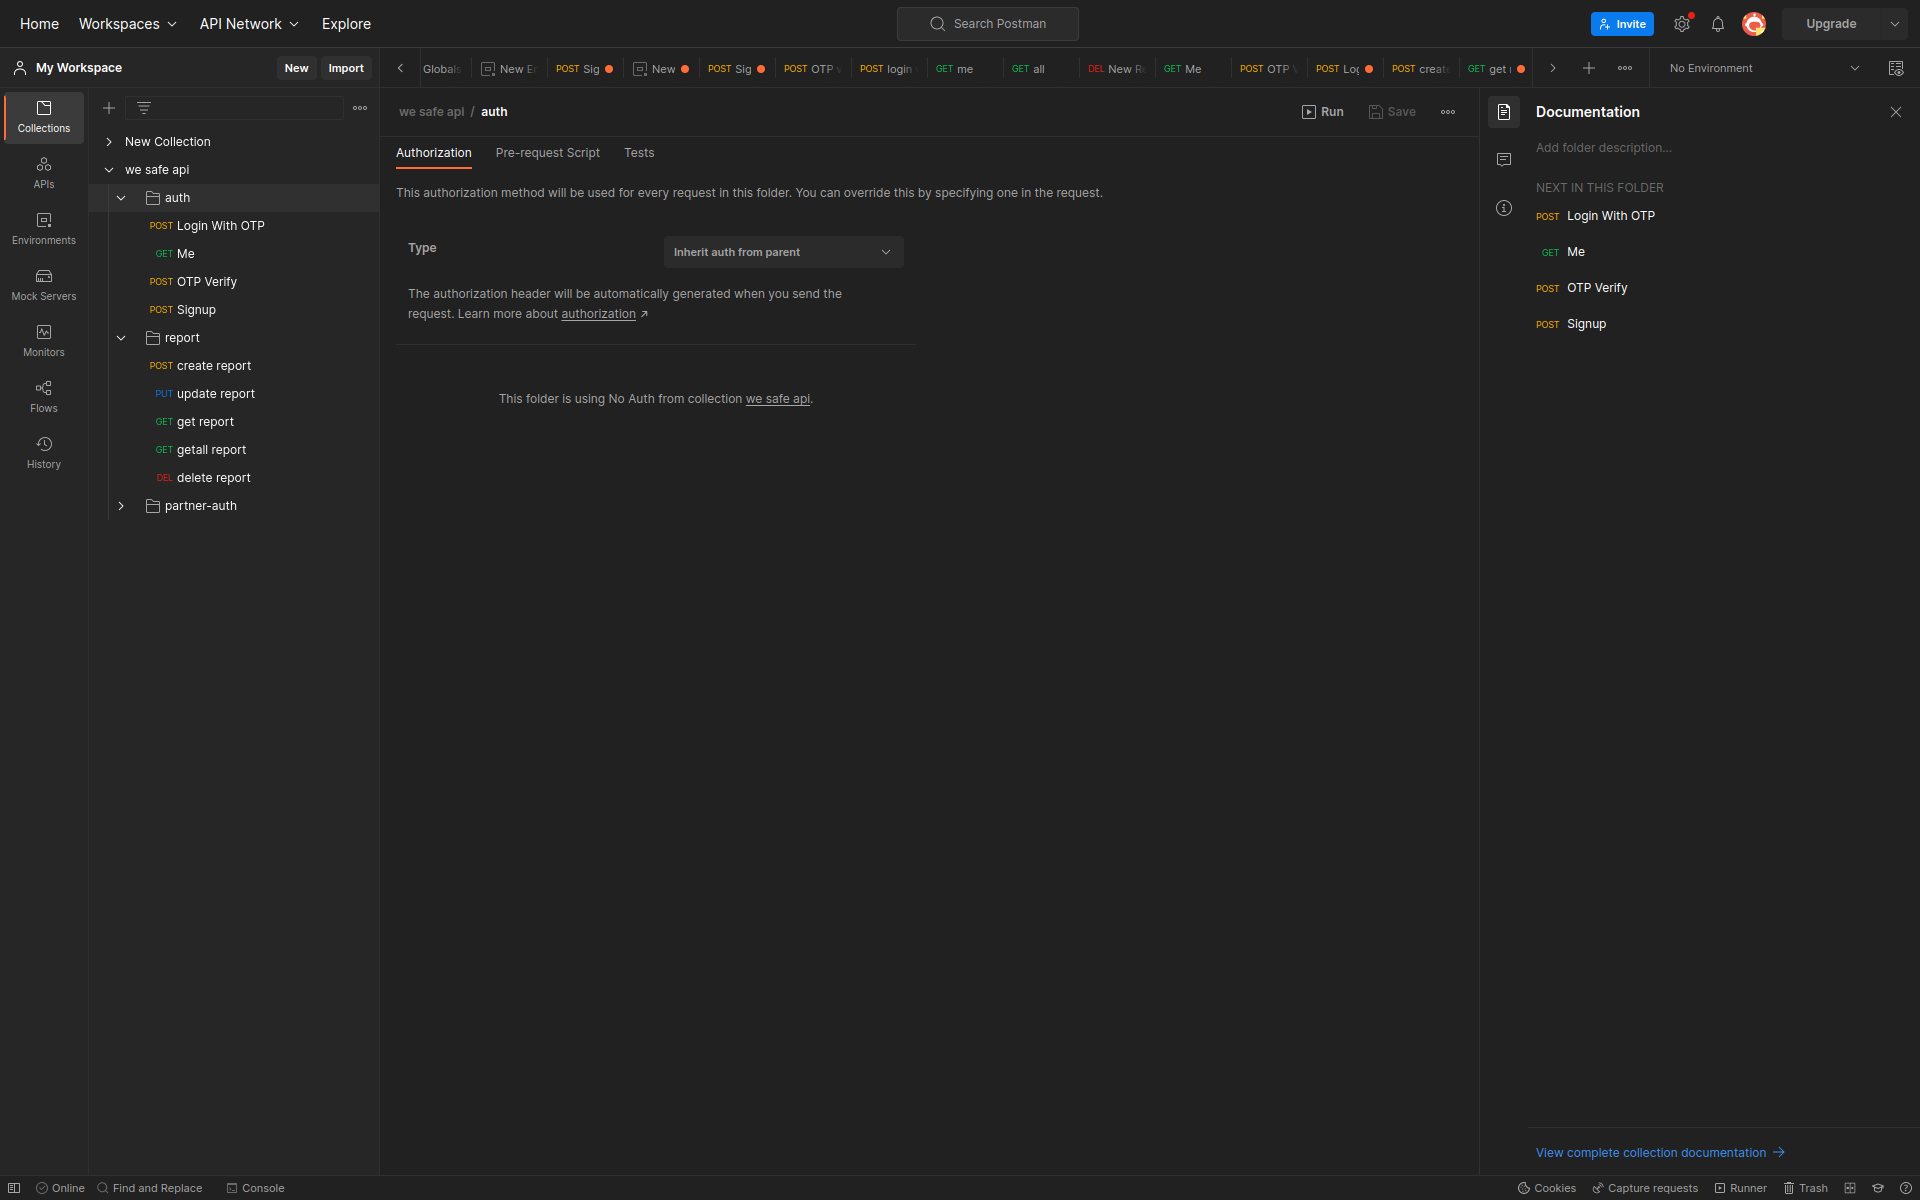 Home Workspaces API Network Explore Search Postman Invite Upgrade
My Workspace New Import Globals New POST Sig New POST Sig POST OTP POST login GET me GET all DEL New GET Me POST OTP POST GET get No Environment
we safe api / auth Run Save
Documentation
Collections
APIs
Environments
Mock Servers
Monitors
Flows
History
New Collection
we safe api
auth
POST Login With OTP
GET Me
POST OTP Verify
POST Signup
report
POST create report
PUT update report
GET get report
GET getall report
DEL delete report
partner-auth
Authorization Pre-request Script Tests
This authorization method will be used for every request in this folder. You can override this by specifying one in the request.
Type Inherit auth from parent
The authorization header will be automatically generated when you send the
request. Learn more about authorization ↗
This folder is using No Auth from collection we safe api.
Add folder description...
NEXT IN THIS FOLDER
POST Login With OTP
GET Me
POST OTP Verify
POST Signup
View complete collection documentation →
Online Find and Replace Console Cookies Capture requests Runner Trash